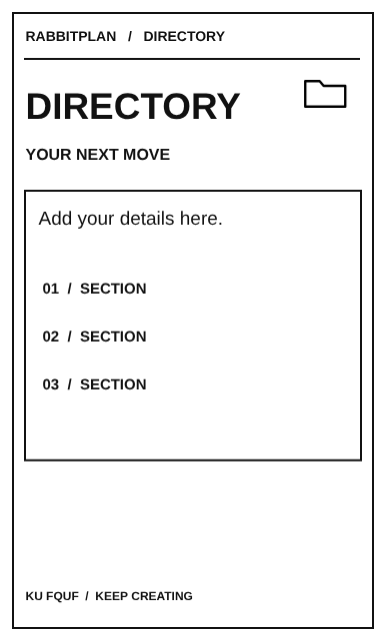 RABBITPLAN / DIRECTORY
DIRECTORY
YOUR NEXT MOVE
Add your details here.
01 / SECTION
02 / SECTION
03 / SECTION
KU FQUF / KEEP CREATING